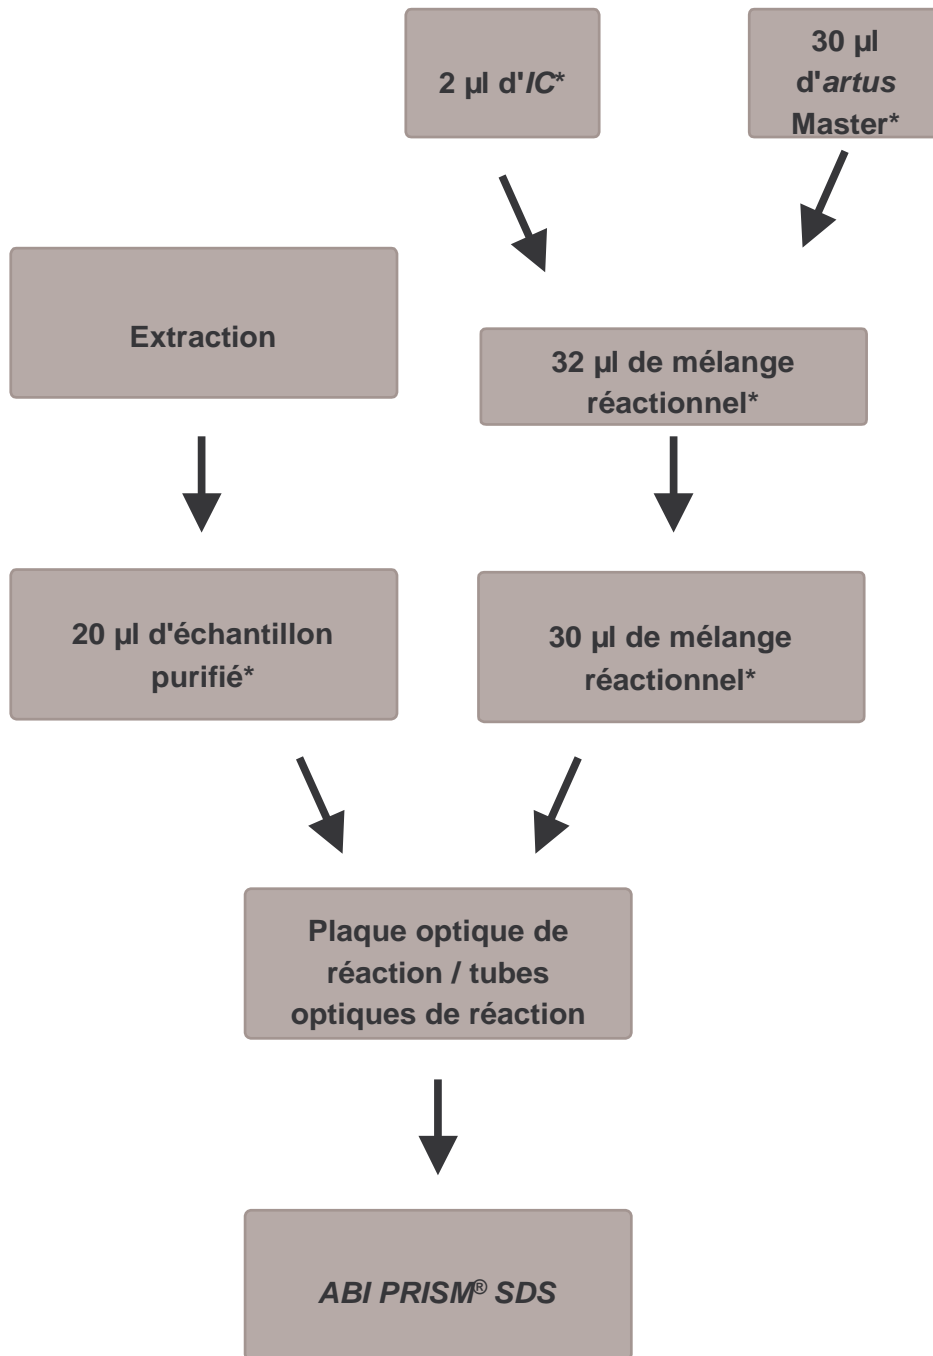 2 µl d'IC*
30 µl
d'artus
Master*
Extraction
32 µl de mélange
réactionnel*
20 µl d'échantillon
purifié*
30 µl de mélange
réactionnel*
Plaque optique de
réaction / tubes
optiques de réaction
ABI PRISM® SDS